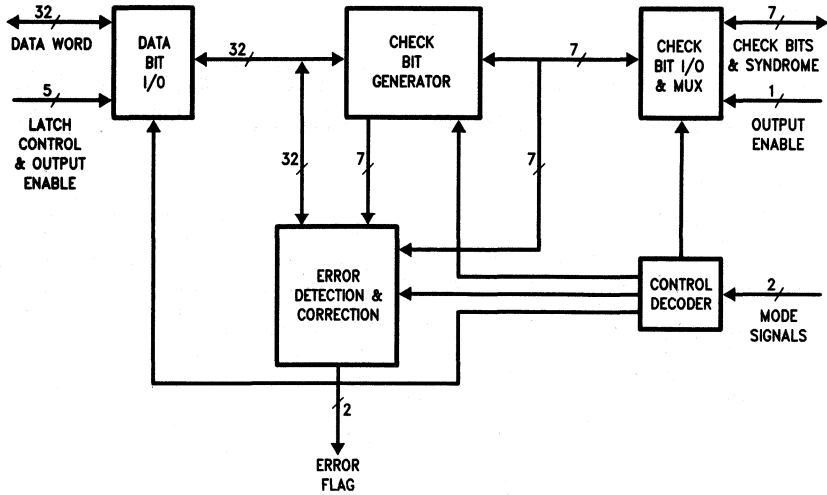 32
DATA WORD
5
LATCH
CONTROL
& OUTPUT
ENABLE
DATA
BIT
I/O
32
CHECK
BIT
GENERATOR
7
CHECK
BIT I/O
& MUX
7
CHECK BITS
& SYNDROME
1
OUTPUT
ENABLE
32
7
7
ERROR
DETECTION &
CORRECTION
CONTROL
DECODER
2
MODE
SIGNALS
2
ERROR
FLAG